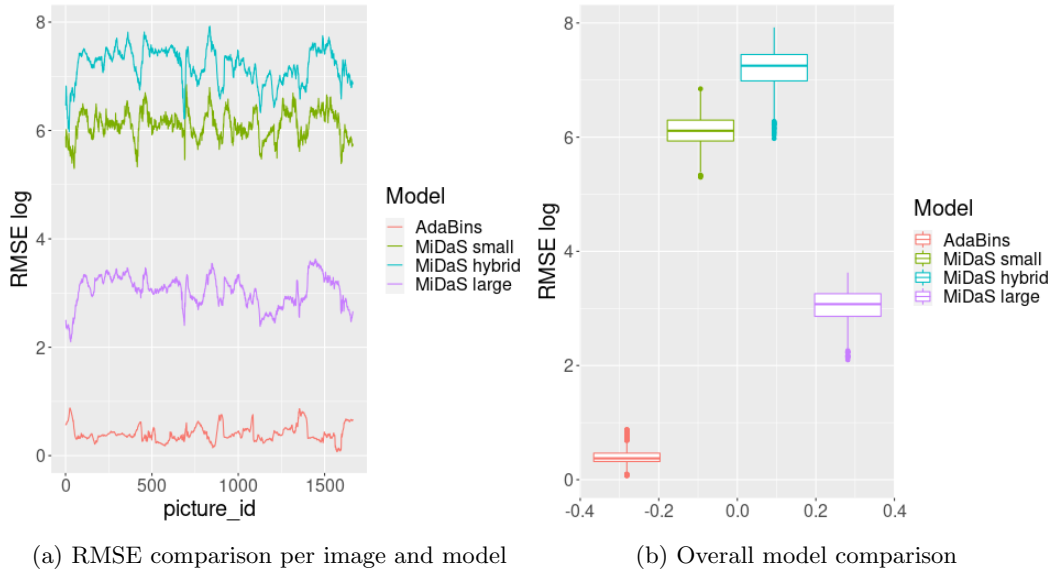 8
6
4
2
0
RMSE log
0 500 1000 1500
picture_id
Model
AdaBins
MiDaS small
MiDaS hybrid
MiDaS large
(a) RMSE comparison per image and model
8
6
4
2
0
RMSE log
-0.4 -0.2 0.0 0.2 0.4
Model
AdaBins
MiDaS small
MiDaS hybrid
MiDaS large
(b) Overall model comparison